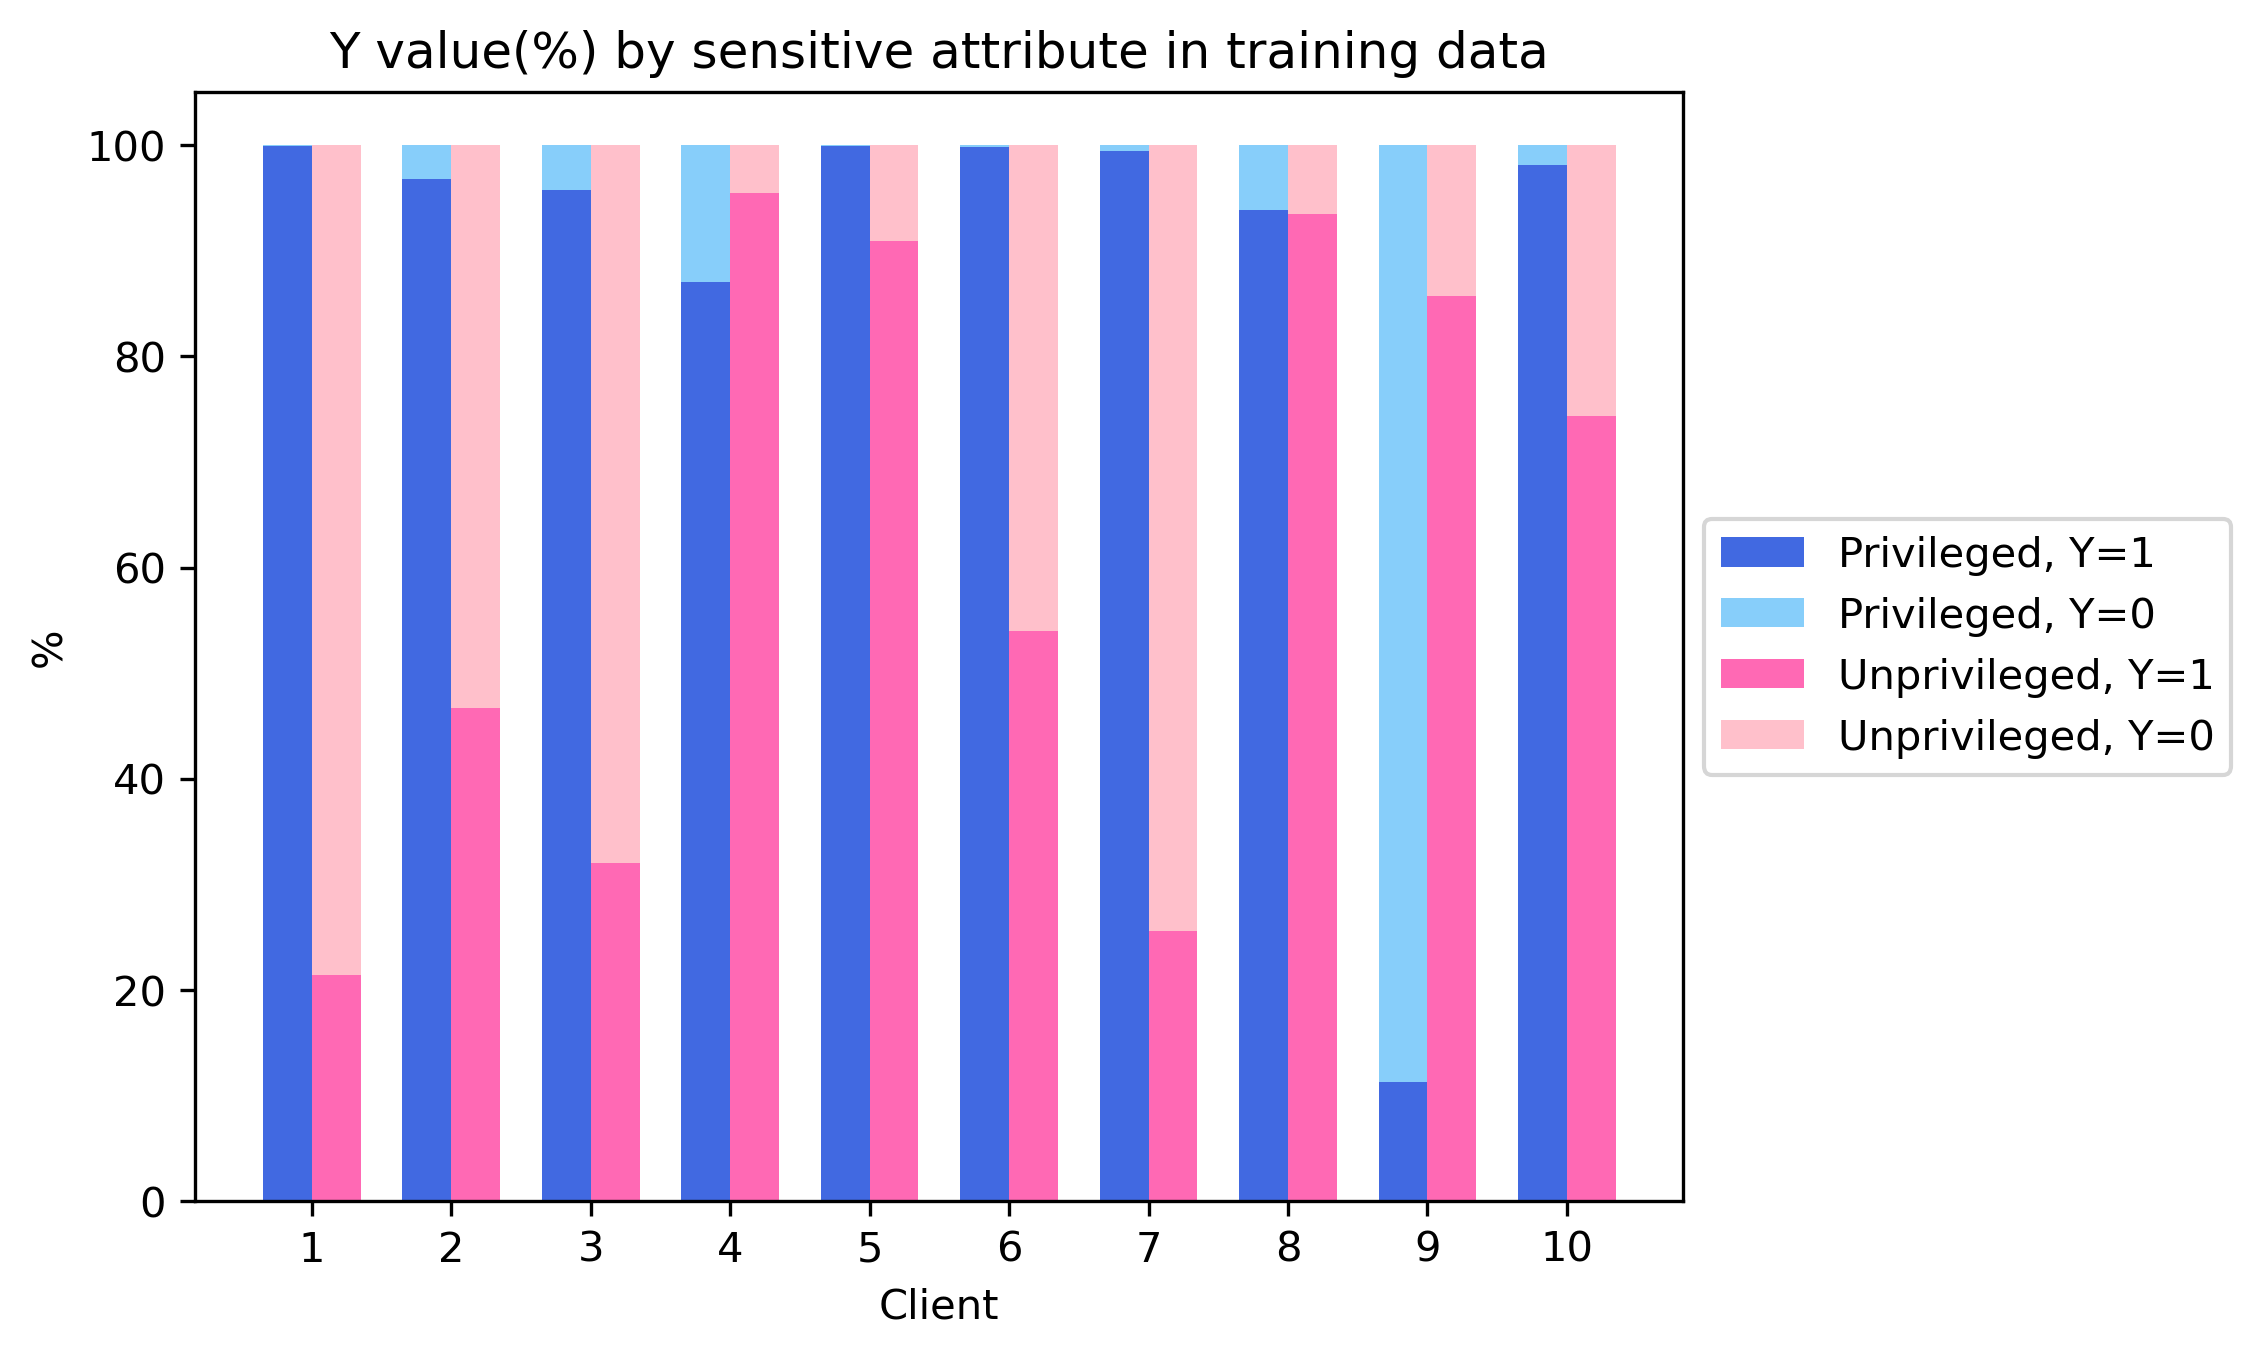 Y value(%) by sensitive attribute in training data
100
80
60
40
20
0
%
1 2 3 4 5 6 7 8 9 10
Client
Privileged, Y=1
Privileged, Y=0
Unprivileged, Y=1
Unprivileged, Y=0